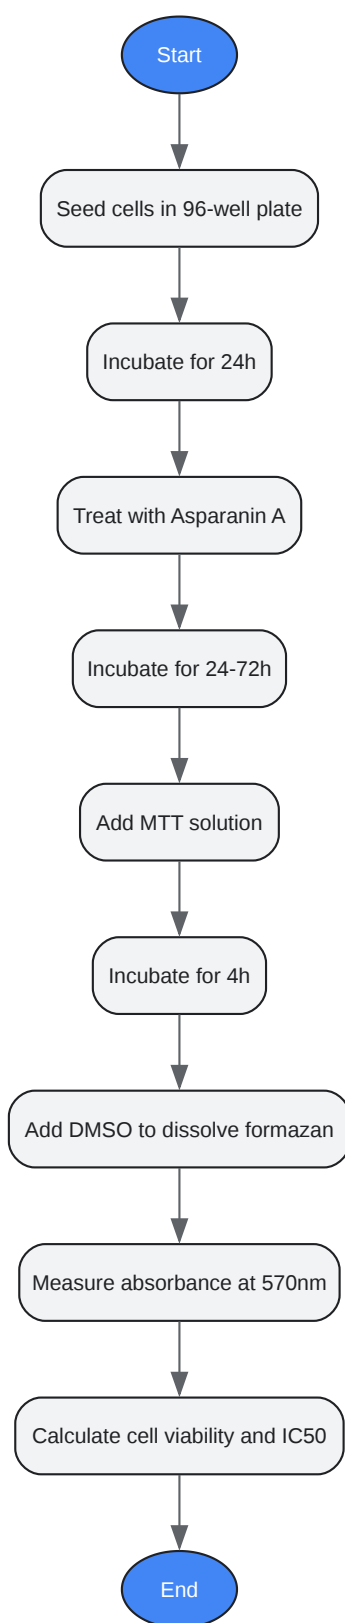 Start
Seed cells in 96-well plate
Incubate for 24h
Treat with Asparanin A
Incubate for 24-72h
Add MTT solution
Incubate for 4h
Add DMSO to dissolve formazan
Measure absorbance at 570nm
Calculate cell viability and IC50
End